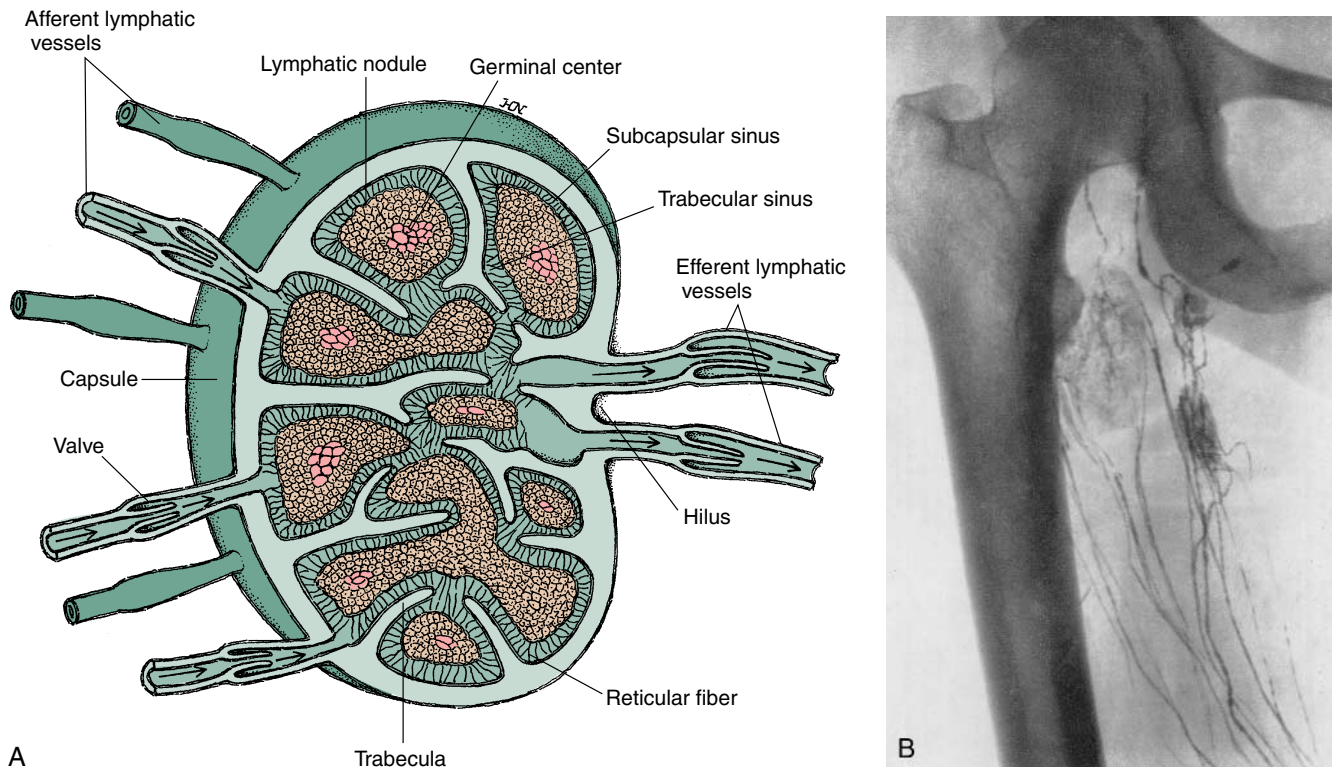 Afferent lymphatic
vessels
Lymphatic nodule
Germinal center
Subcapsular sinus
Trabecular sinus
Efferent lymphatic
vessels
Capsule
Valve
Hilus
Reticular fiber
Trabecula
A
B